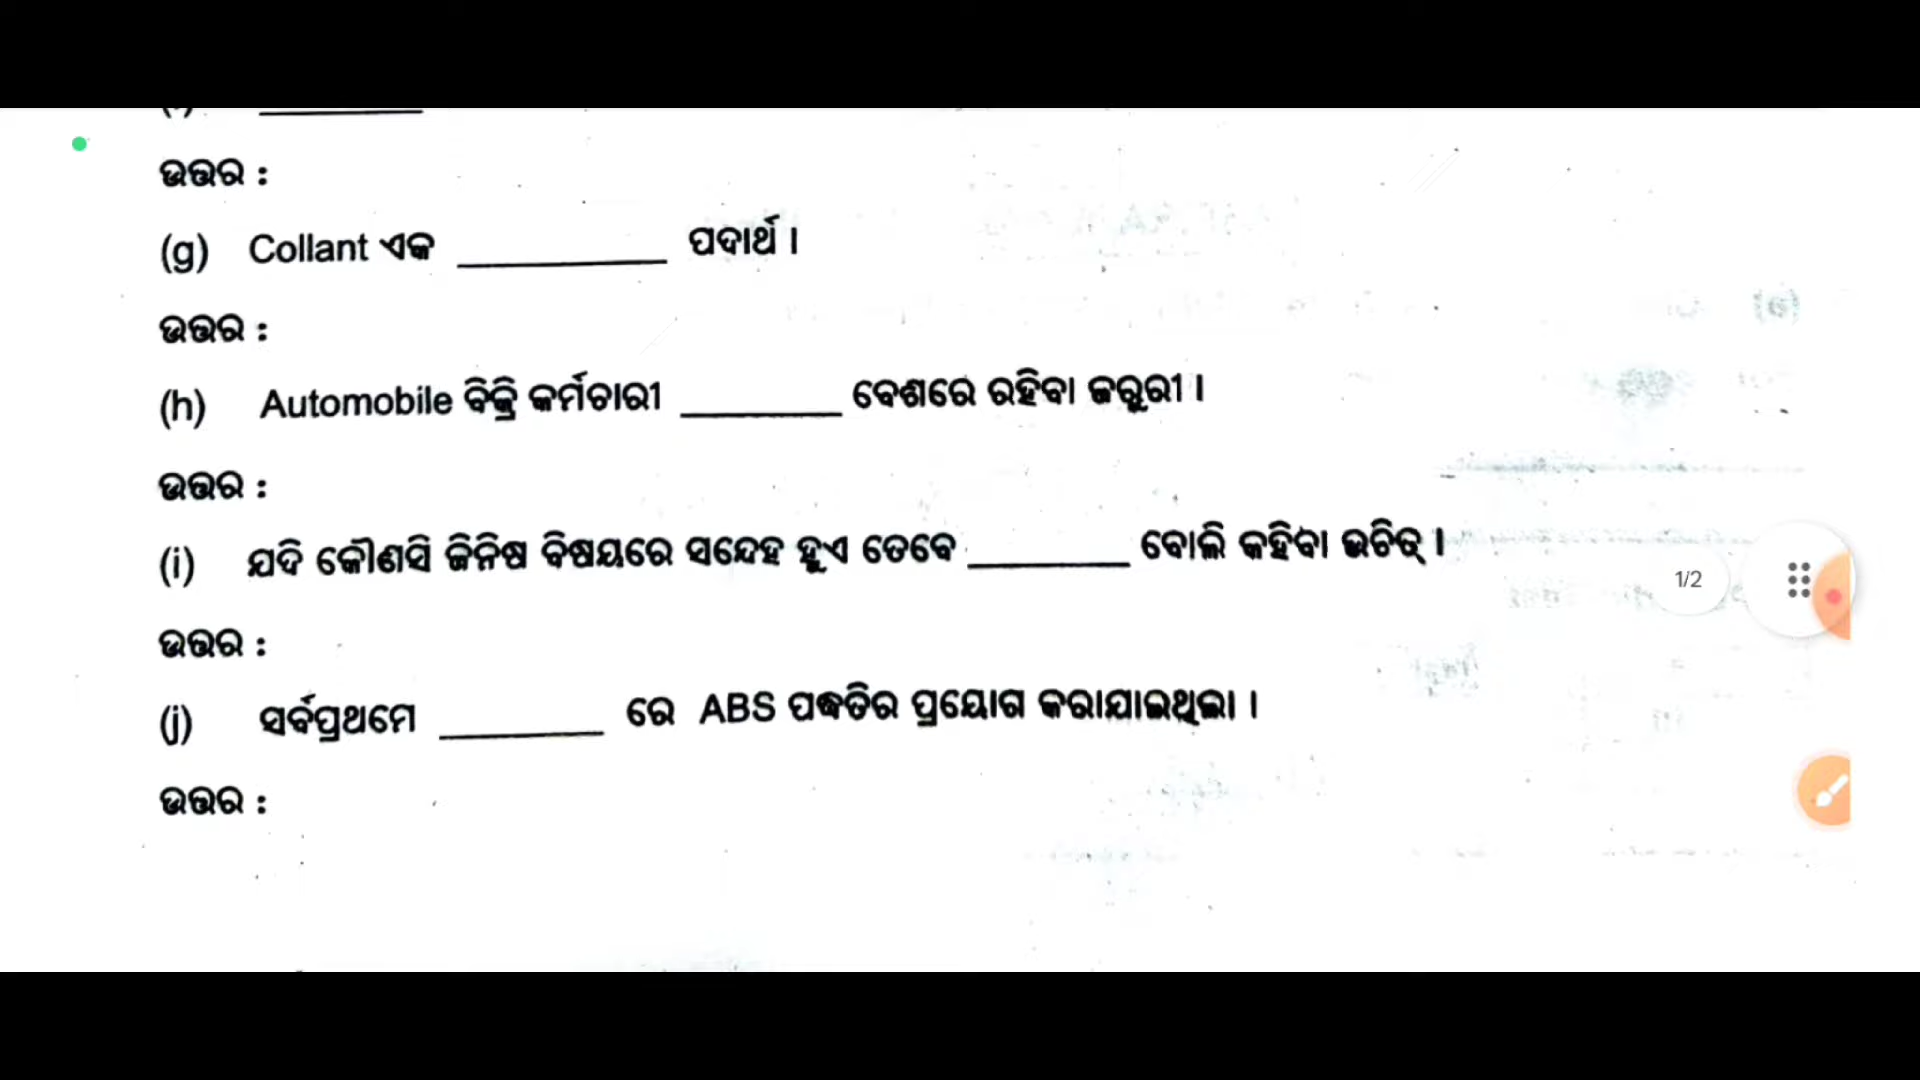 ଉତ୍ତର :
(g) Collant ଏକ __________ ପଦାର୍ଥ ।
ଉତ୍ତର :
(h) Automobile ବିକ୍ରି କର୍ମଚାରୀ ________ ବେଶରେ ରହିବା ଜରୁରୀ ।
ଉତ୍ତର :
(i) ଯଦି କୌଣସି ଜିନିଷ ବିଷୟରେ ସନ୍ଦେହ ହୁଏ ତେବେ ________ ବୋଲି କହିବା ଉଚିତ୍ ।
1/2
ଉତ୍ତର :
(j) ସର୍ବପ୍ରଥମେ ________ ରେ ABS ପଦ୍ଧତିର ପ୍ରୟୋଗ କରାଯାଇଥିଲା ।
ଉତ୍ତର :